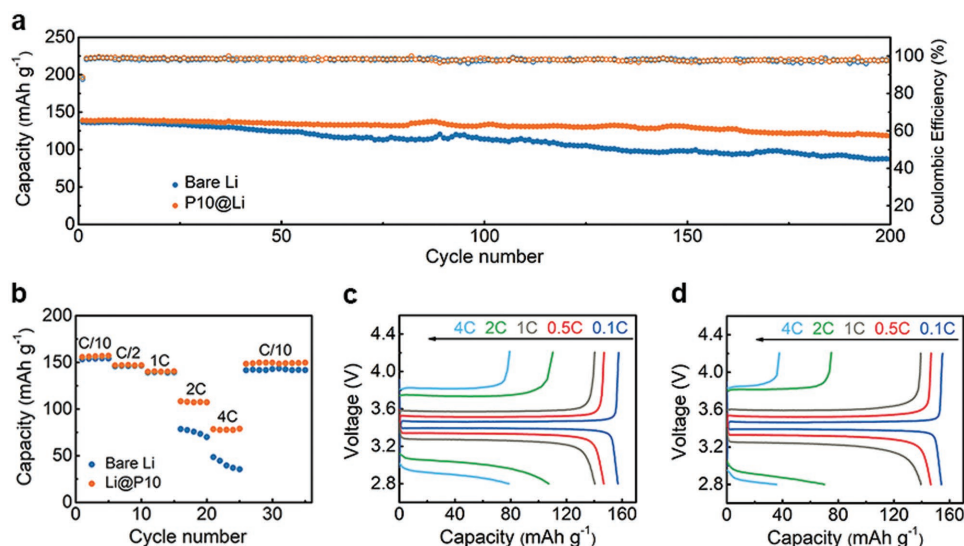 a
250
200
150
100
50
0
Capacity (mAh g⁻¹)
Bare Li
P10@Li
0
50
100
150
200
Cycle number
100
80
60
40
20
Coulombic Efficiency (%)
b
200
150
100
50
0
Capacity (mAh g⁻¹)
C/10
C/2
1C
2C
4C
C/10
Bare Li
Li@P10
0
10
20
30
Cycle number
c
4C 2C 1C 0.5C 0.1C
4.4
4.0
3.6
3.2
2.8
Voltage (V)
0
40
80
120
160
Capacity (mAh g⁻¹)
d
4C 2C 1C 0.5C 0.1C
4.4
4.0
3.6
3.2
2.8
Voltage (V)
0
40
80
120
160
Capacity (mAh g⁻¹)